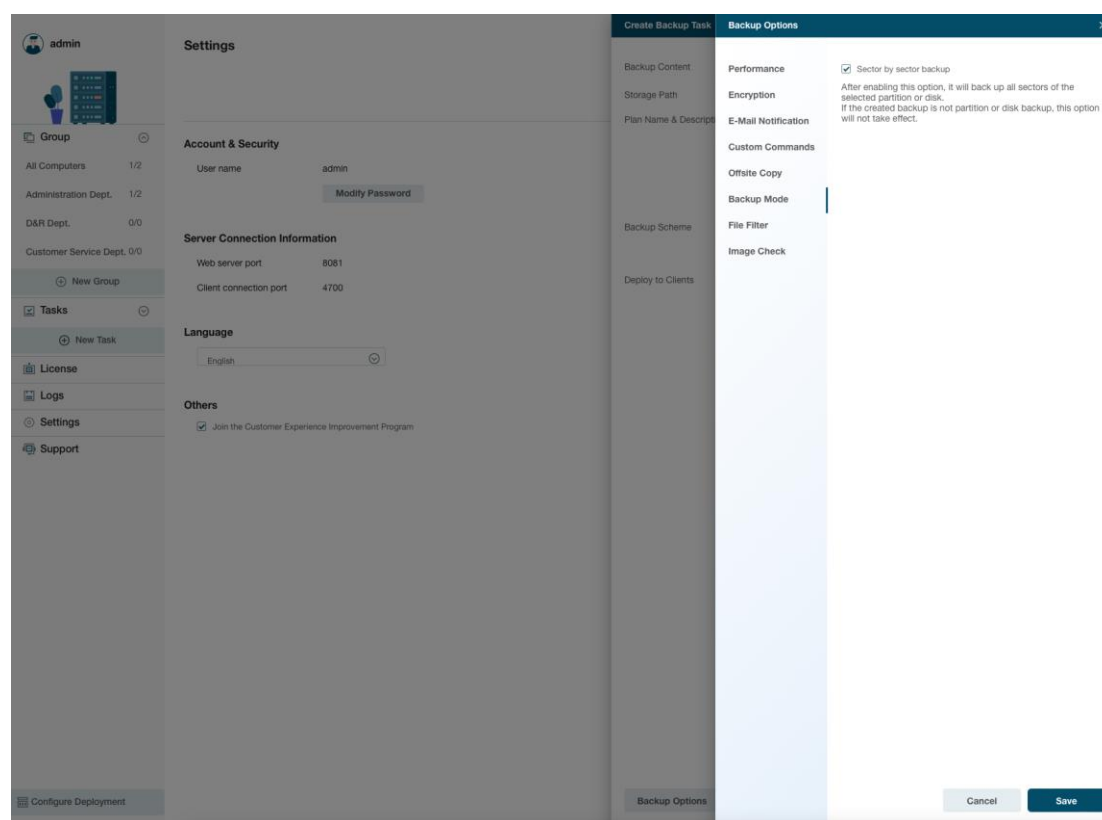 admin
Group
All Computers 1/2
Administration Dept. 1/2
D&R Dept. 0/0
Customer Service Dept. 0/0
New Group
Tasks
New Task
License
Logs
Settings
Support
Configure Deployment
Settings
Account & Security
User name admin
Modify Password
Server Connection Information
Web server port 8081
Client connection port 4700
Language
English
Others
Join the Customer Experience Improvement Program
Create Backup Task
Backup Content
Storage Path
Plan Name & Descripti
Backup Scheme
Deploy to Clients
Backup Options
Backup Options
Performance
Encryption
E-Mail Notification
Custom Commands
Offsite Copy
Backup Mode
File Filter
Image Check
Sector by sector backup
After enabling this option, it will back up all sectors of the
selected partition or disk.
If the created backup is not partition or disk backup, this option
will not take effect.
Cancel
Save